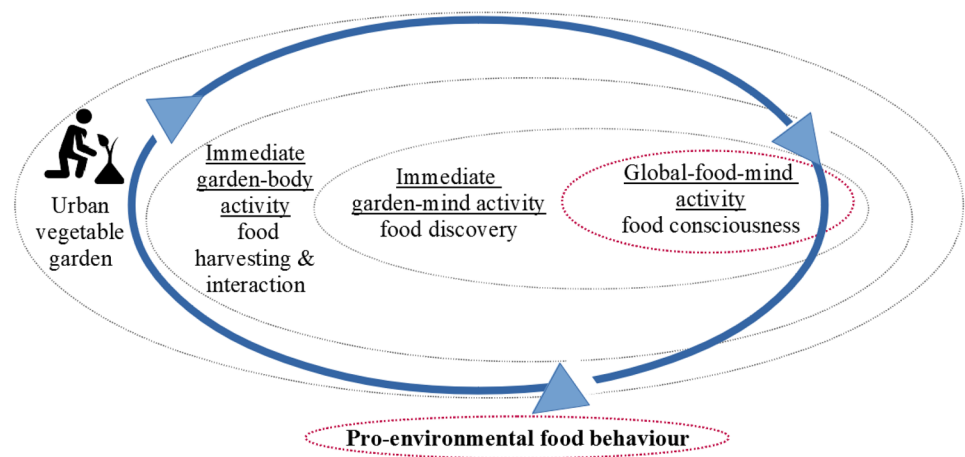 Urban
vegetable
garden
Immediate
garden-body
activity
food
harvesting &
interaction
Immediate
garden-mind activity
food discovery
Global-food-mind
activity
food consciousness
Pro-environmental food behaviour